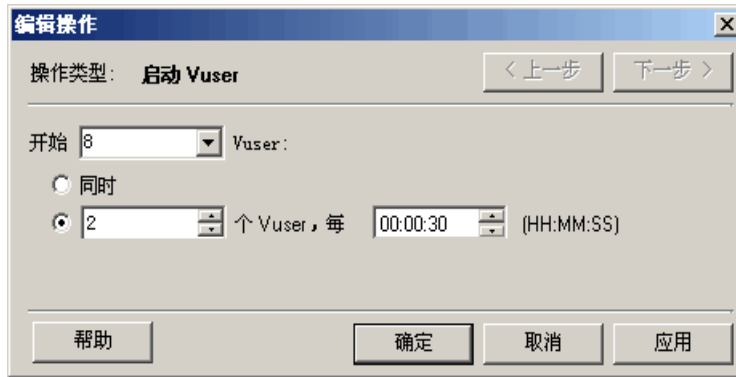 编辑操作
操作类型: 启动 Vuser
< 上一步 下一步 >
开始 8 Vuser:
同时
2 个 Vuser，每 00:00:30 (HH:MM:SS)
帮助 确定 取消 应用